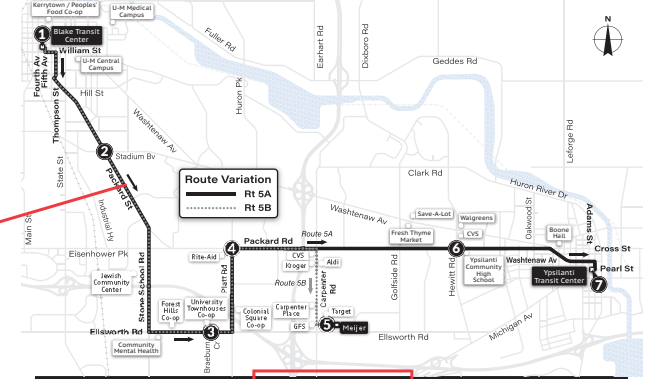 Kerrytown / Peoples'
Food Co-op
U-M Medical
Campus
1
Blake Transit
Center
William St
U-M Central
Campus
Fourth Av
Fifth Av
Thompson St
Hill St
Fuller Rd
Huron Pk
Earhart Rd
Dixboro Rd
Geddes Rd
N
Washtenaw Av
2
Stadium Bv
Packard St
State St
Industrial Hy
Main St
Route Variation
Rt 5A
Rt 5B
Clark Rd
Leforge Rd
Huron River Dr
Washtenaw Av
Save-A-Lot
Walgreens
Oakwood St
Adams St
Fresh Thyme
Market
CVS
Boone
Hall
Route 5A
Packard Rd
4
6
Cross St
Washtenaw Av
Eisenhower Pk
Rite-Aid
CVS
Kroger
Aldi
Ypsilanti
Community
High
School
Ypsilanti
Transit Center
Pearl St
7
Jewish
Community
Center
Stone School Rd
Platt Rd
Route 5B
Carpenter Rd
Golfside Rd
Hewitt Rd
Forest
Hills
Co-op
University
Townhouses
Co-op
Colonial
Square
Co-op
Carpenter
Place
GFS
Target
5
Meijer
Michigan Av
Ellsworth Rd
3
Ellsworth Rd
Community
Mental Health
Braeburn Cr